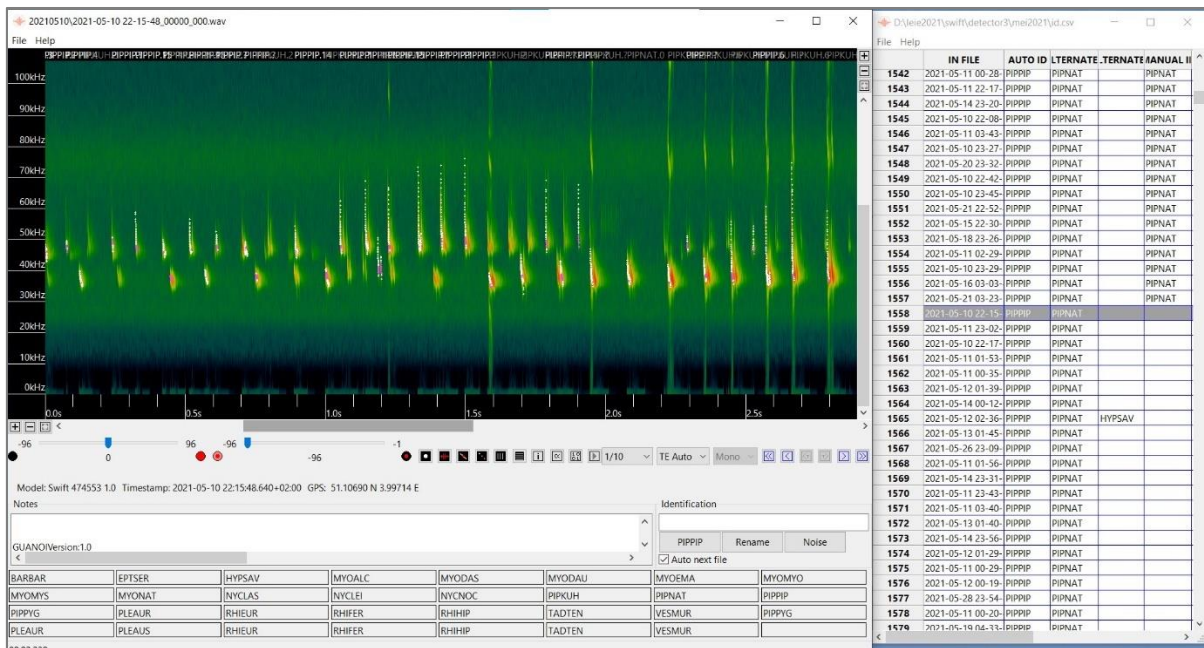 20210510\2021-05-10 22-15-48_00000_000.wav
File Help
100kHz
90kHz
80kHz
70kHz
60kHz
50kHz
40kHz
30kHz
20kHz
10kHz
0kHz
0.0s 0.5s 1.0s 1.5s 2.0s 2.5s
-96 96 -96 -1
0 -96
1/10 TE Auto Mono
Model: Swift 474553 1.0 Timestamp: 2021-05-10 22:15:48.640+02:00 GPS: 51.10690 N 3.99714 E
Notes Identification
GUANO|Version:1.0
PIPPIP Rename Noise
Auto next file
BARBAR EPTSER HYPSAV MYOALC MYODAS MYODAU MYOEMA MYOMYO
MYOMYS MYONAT NYCLAS NYCLEI NYCNOC PIPKUH PIPNAT PIPPIP
PIPPYG PLEAUR RHIEUR RHIFER RHIHIP TADTEN VESMUR PIPPYG
PLEAUR PLEAUS RHIEUR RHIFER RHIHIP TADTEN VESMUR
D:\leie2021\swift\detector3\mei2021\id.csv
File Help
IN FILE AUTO ID LTERNATE .TERNATE MANUAL II
1542 2021-05-11 00-28- PIPPIP PIPNAT PIPNAT
1543 2021-05-11 22-17- PIPPIP PIPNAT PIPNAT
1544 2021-05-14 23-20- PIPPIP PIPNAT PIPNAT
1545 2021-05-10 22-08- PIPPIP PIPNAT PIPNAT
1546 2021-05-11 03-43- PIPPIP PIPNAT PIPNAT
1547 2021-05-10 23-27- PIPPIP PIPNAT PIPNAT
1548 2021-05-20 23-32- PIPPIP PIPNAT PIPNAT
1549 2021-05-10 22-42- PIPPIP PIPNAT PIPNAT
1550 2021-05-10 23-45- PIPPIP PIPNAT PIPNAT
1551 2021-05-21 22-52- PIPPIP PIPNAT PIPNAT
1552 2021-05-15 22-30- PIPPIP PIPNAT PIPNAT
1553 2021-05-18 23-26- PIPPIP PIPNAT PIPNAT
1554 2021-05-11 02-29- PIPPIP PIPNAT PIPNAT
1555 2021-05-10 23-29- PIPPIP PIPNAT PIPNAT
1556 2021-05-16 03-03- PIPPIP PIPNAT PIPNAT
1557 2021-05-21 03-23- PIPPIP PIPNAT PIPNAT
1558 2021-05-10 22-15- PIPPIP PIPNAT
1559 2021-05-11 23-02- PIPPIP PIPNAT
1560 2021-05-10 22-17- PIPPIP PIPNAT
1561 2021-05-11 01-53- PIPPIP PIPNAT
1562 2021-05-11 00-35- PIPPIP PIPNAT
1563 2021-05-12 01-39- PIPPIP PIPNAT
1564 2021-05-14 00-12- PIPPIP PIPNAT
1565 2021-05-12 02-36- PIPPIP PIPNAT HYPSAV
1566 2021-05-13 01-45- PIPPIP PIPNAT
1567 2021-05-26 23-09- PIPPIP PIPNAT
1568 2021-05-11 01-56- PIPPIP PIPNAT
1569 2021-05-14 23-31- PIPPIP PIPNAT
1570 2021-05-11 23-43- PIPPIP PIPNAT
1571 2021-05-11 03-40- PIPPIP PIPNAT
1572 2021-05-13 01-40- PIPPIP PIPNAT
1573 2021-05-14 23-56- PIPPIP PIPNAT
1574 2021-05-12 01-29- PIPPIP PIPNAT
1575 2021-05-11 00-29- PIPPIP PIPNAT
1576 2021-05-12 00-19- PIPPIP PIPNAT
1577 2021-05-28 23-54- PIPPIP PIPNAT
1578 2021-05-11 00-20- PIPPIP PIPNAT
1579 2021-05-19 04-33- PIPPIP PIPNAT